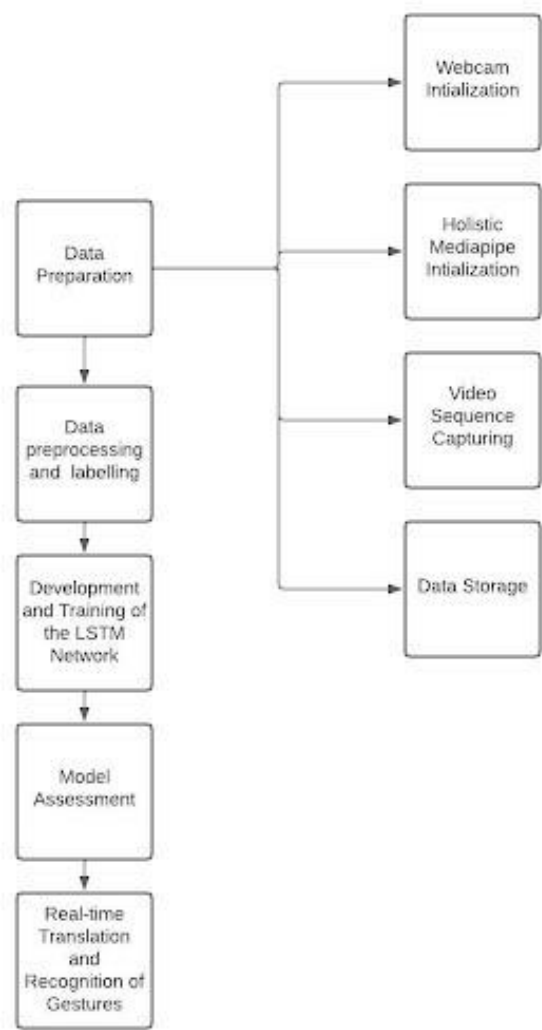 Webcam
Intialization
Data
Preparation
Holistic
Mediapipe
Intialization
Video
Sequence
Capturing
Data Storage
Data
preprocessing
and labelling
Development
and Training of
the LSTM
Network
Model
Assessment
Real-time
Translation
and
Recognition of
Gestures